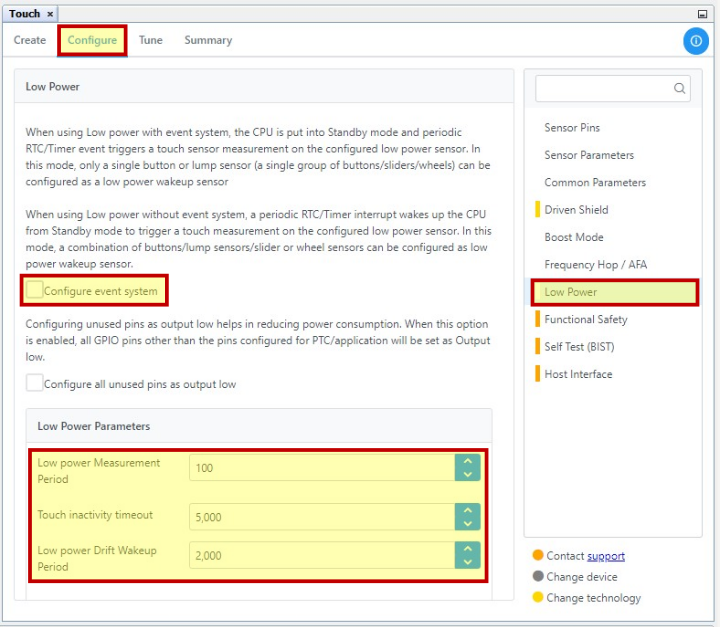 Touch ×
Create Configure Tune Summary
Low Power
When using Low power with event system, the CPU is put into Standby mode and periodic
RTC/Timer event triggers a touch sensor measurement on the configured low power sensor. In
this mode, only a single button or lump sensor (a single group of buttons/sliders/wheels) can be
configured as a low power wakeup sensor
When using Low power without event system, a periodic RTC/Timer interrupt wakes up the CPU
from Standby mode to trigger a touch measurement on the configured low power sensor. In this
mode, a combination of buttons/lump sensors/slider or wheel sensors can be configured as low
power wakeup sensor.
Configure event system
Configuring unused pins as output low helps in reducing power consumption. When this option
is enabled, all GPIO pins other than the pins configured for PTC/application will be set as Output
low.
Configure all unused pins as output low
Low Power Parameters
Low power Measurement
Period
100
Touch inactivity timeout
5,000
Low power Drift Wakeup
Period
2,000
Sensor Pins
Sensor Parameters
Common Parameters
Driven Shield
Boost Mode
Frequency Hop / AFA
Low Power
Functional Safety
Self Test (BIST)
Host Interface
Contact support
Change device
Change technology